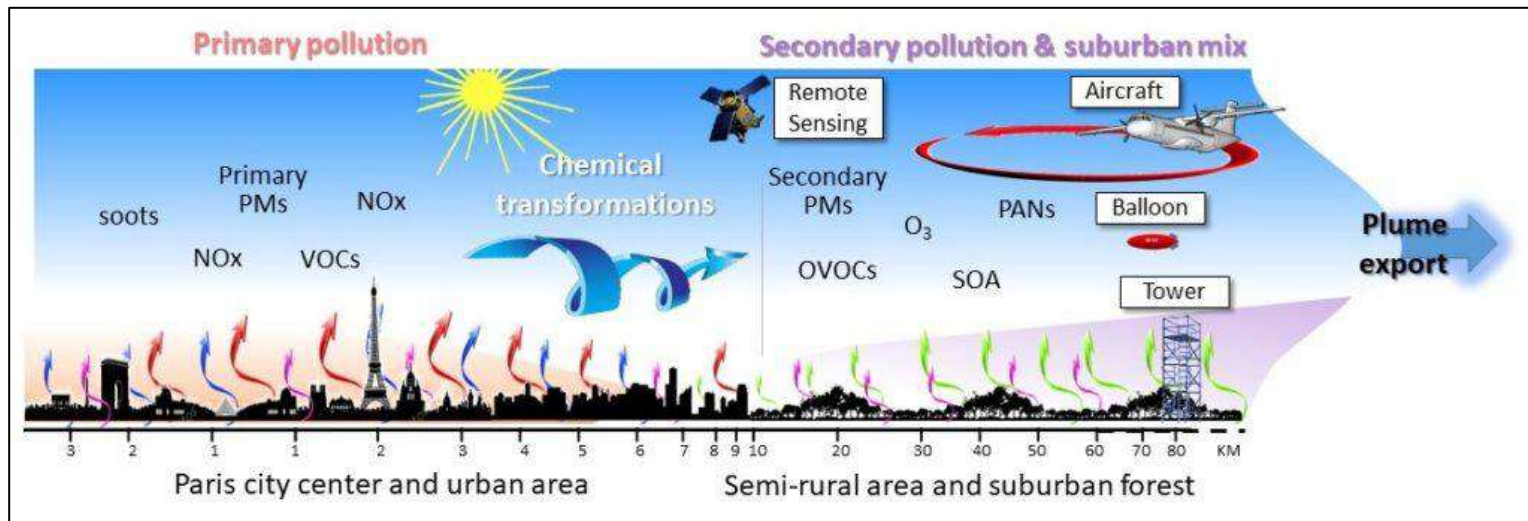 Primary pollution
Secondary pollution & suburban mix
Remote
Sensing
Aircraft
Primary
PMs
NOx
soots
NOx
VOCs
Chemical
transformations
Secondary
PMs
O3
PANs
Balloon
OVOCs
SOA
Tower
Plume
export
3 2 1 1 2 3 4 5 6 7 8 9 10 20 30 40 50 60 70 80 KM
Paris city center and urban area
Semi-rural area and suburban forest